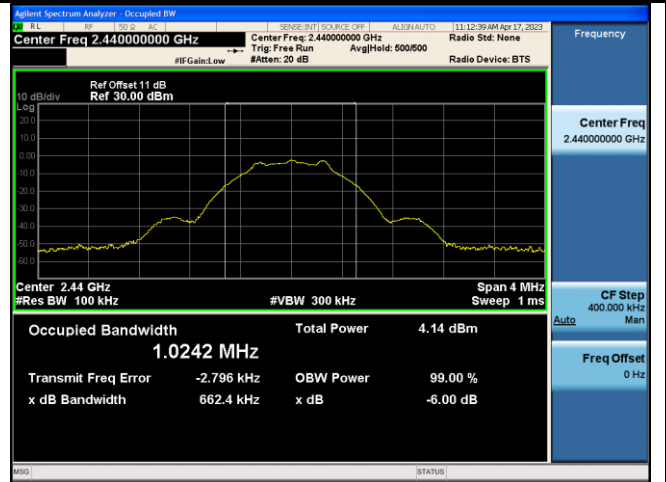 Agilent Spectrum Analyzer - Occupied BW
RL RF 50 Ω AC SENSE:INT SOURCE OFF ALIGNAUTO 11:12:39 AM Apr 17, 2023
Center Freq 2.440000000 GHz
Center Freq: 2.440000000 GHz Radio Std: None
Trig: Free Run Avg|Hold: 500/500
#IFGain:Low #Atten: 20 dB Radio Device: BTS
Frequency
Ref Offset 11 dB
10 dB/div Ref 30.00 dBm
Log
20.0
10.0
0.00
-10.0
-20.0
-30.0
-40.0
-50.0
-60.0
Center Freq
2.440000000 GHz
Center 2.44 GHz Span 4 MHz
#Res BW 100 kHz #VBW 300 kHz Sweep 1 ms
CF Step
400.000 kHz
Auto Man
Occupied Bandwidth Total Power 4.14 dBm
1.0242 MHz
Transmit Freq Error -2.796 kHz OBW Power 99.00 %
x dB Bandwidth 662.4 kHz x dB -6.00 dB
Freq Offset
0 Hz
MSG STATUS